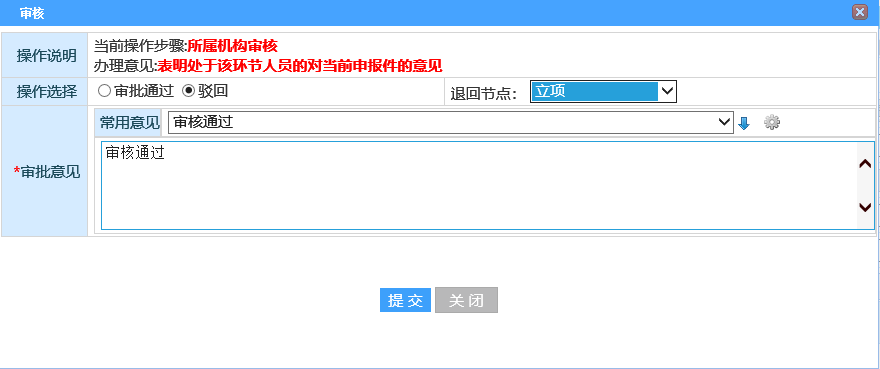 审核
操作说明
当前操作步骤:所属机构审核
办理意见:表明处于该环节人员的对当前申报件的意见
操作选择
审批通过 驳回 退回节点: 立项
常用意见 审核通过
*审批意见
审核通过
提 交 关 闭